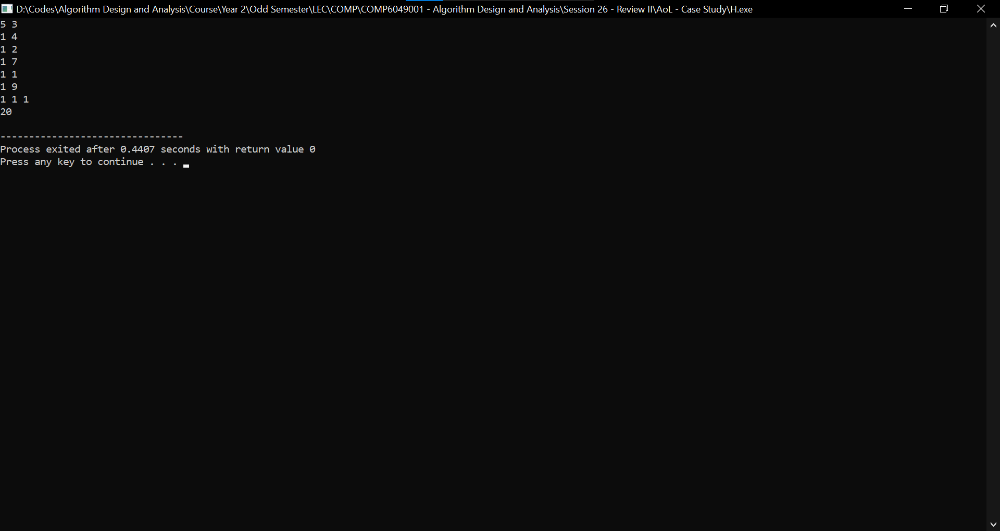 D:\Codes\Algorithm Design and Analysis\Course\Year 2\Odd Semester\LEC\COMP\COMP6049001 - Algorithm Design and Analysis\Session 26 - Review II\AoL - Case Study\H.exe
5 3
1 4
1 2
1 7
1 1
1 9
1 1 1
20
--------------------------------
Process exited after 0.4407 seconds with return value 0
Press any key to continue . . .